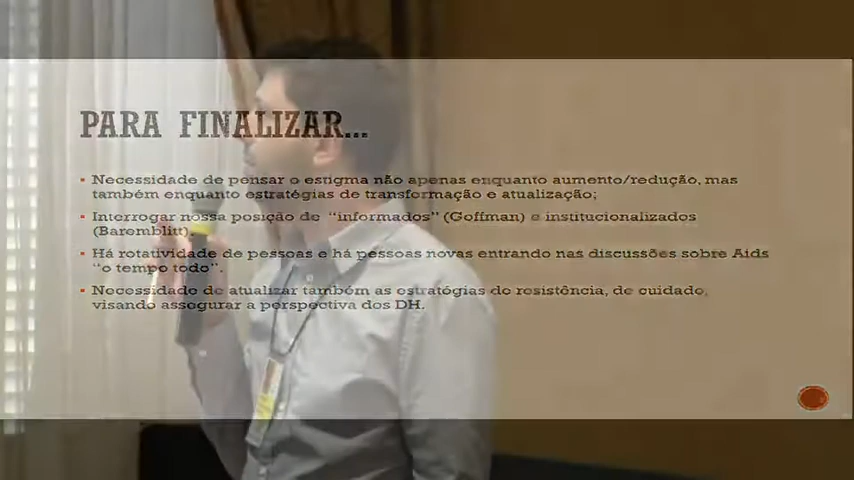 PARA FINALIZAR...
Necessidade de pensar o estigma não apenas enquanto aumento/redução, mas
também enquanto estratégias de transformação e atualização;
Interrogar nossa posição de "informados" (Goffman) e institucionalizados
(Baremblitt).
Há rotatividade de pessoas e há pessoas novas entrando nas discussões sobre Aids
"o tempo todo".
Necessidade de atualizar também as estratégias de resistência, de cuidado,
visando assegurar a perspectiva dos DH.